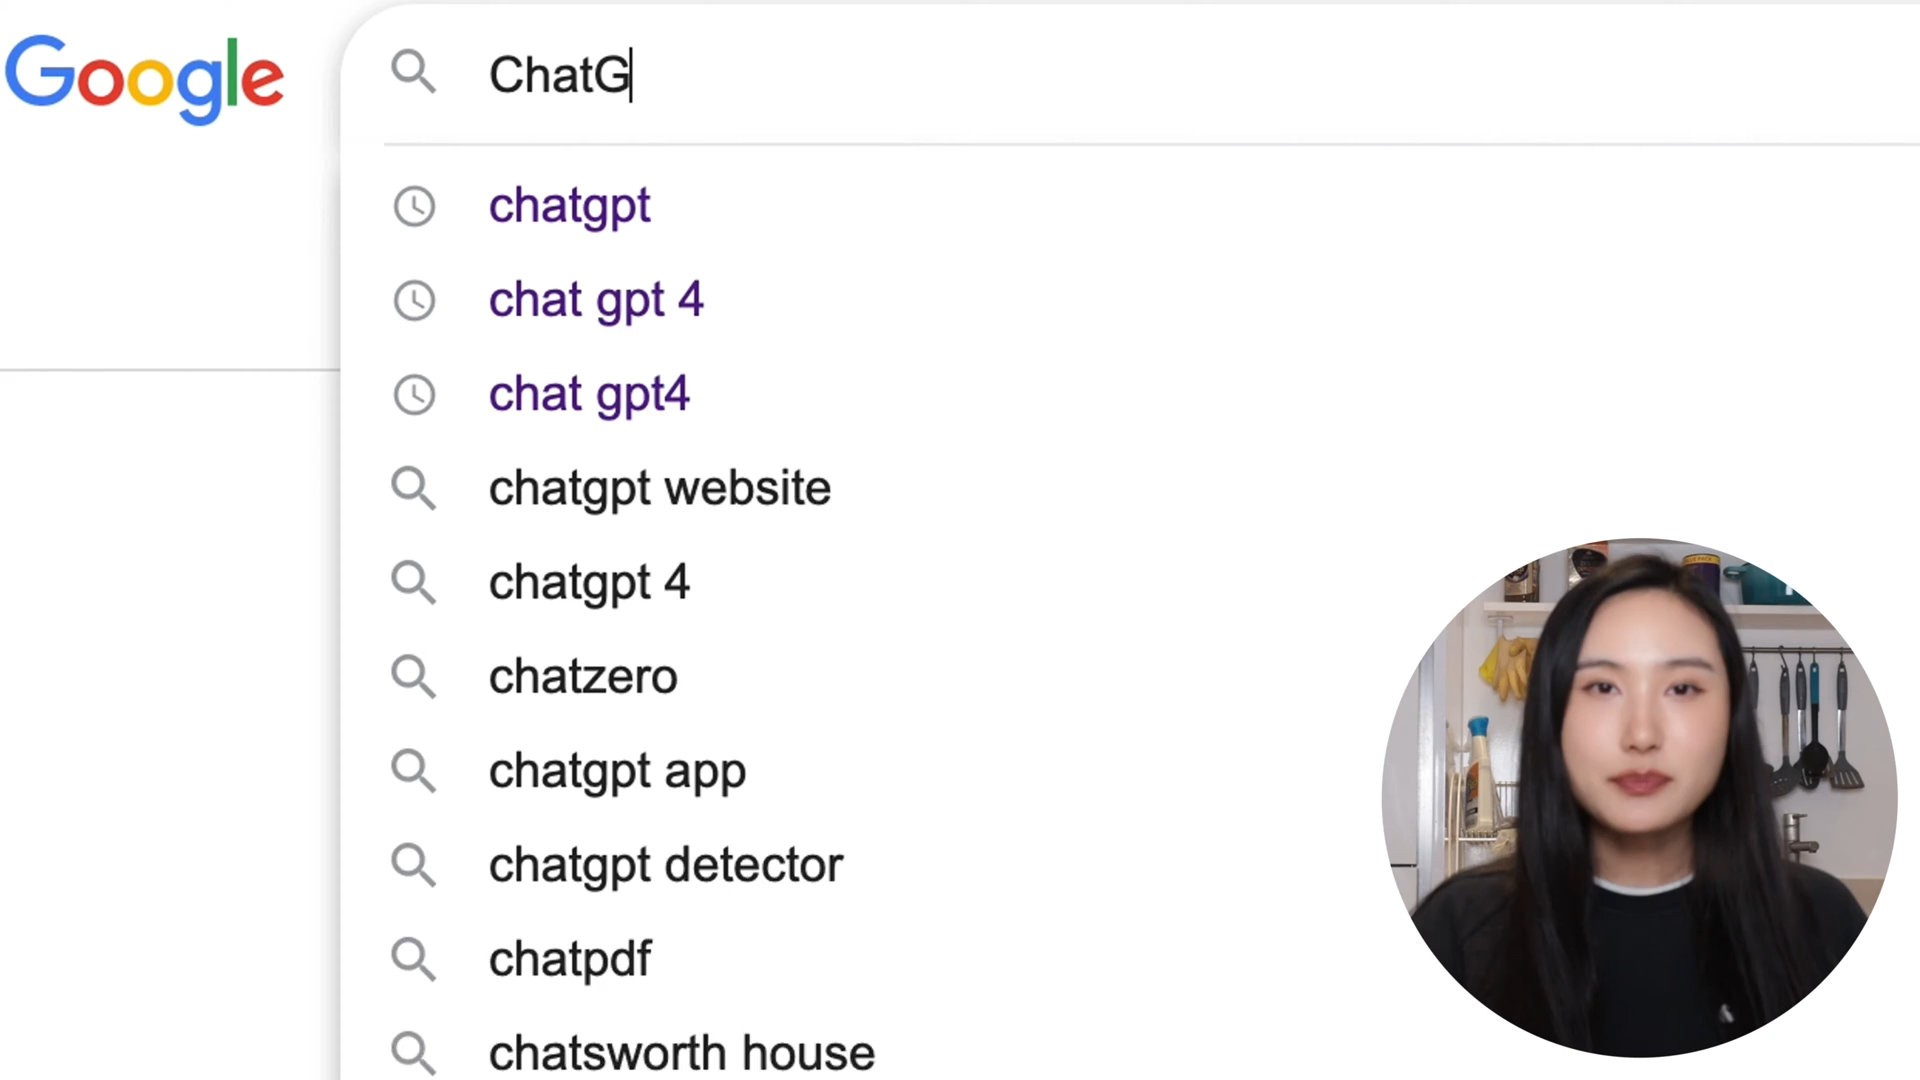 Google
ChatG
chatgpt
chat gpt 4
chat gpt4
chatgpt website
chatgpt 4
chatzero
chatgpt app
chatgpt detector
chatpdf
chatsworth house